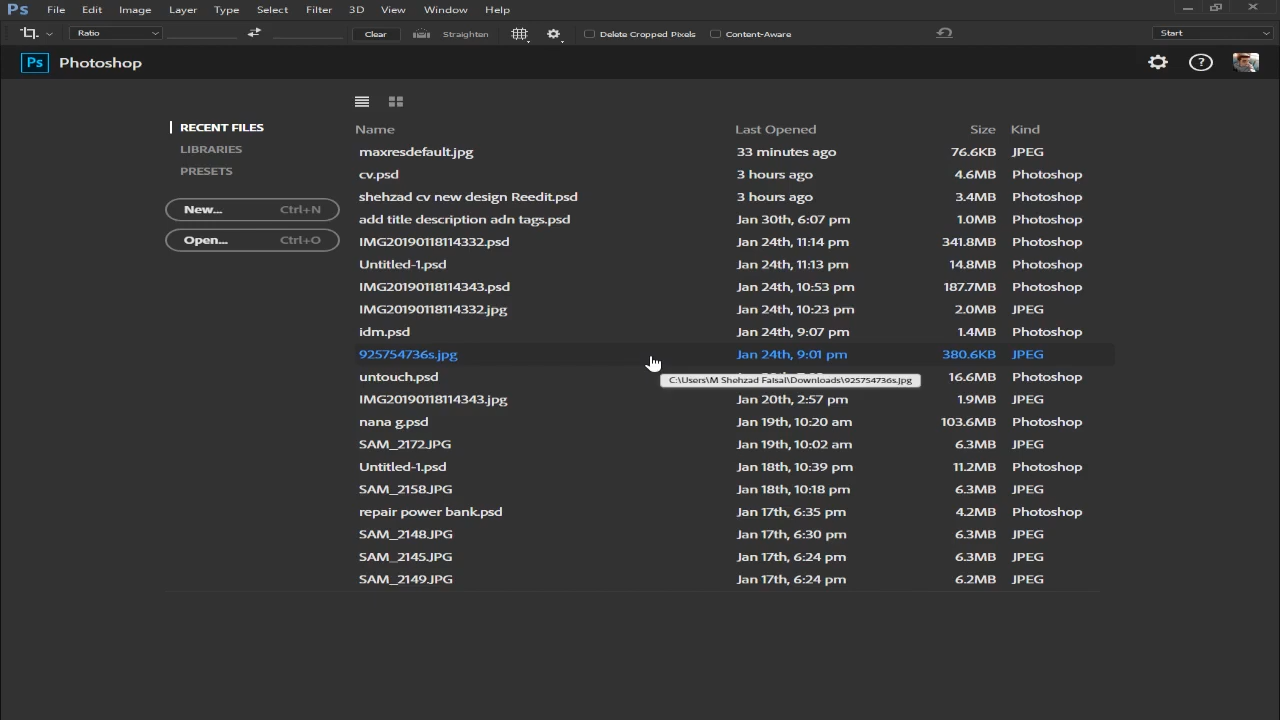 Ps File Edit Image Layer Type Select Filter 3D View Window Help
Ratio Clear Straighten Delete Cropped Pixels Content-Aware Start
Ps Photoshop ?
RECENT FILES
LIBRARIES
PRESETS
New... Ctrl+N
Open... Ctrl+O
Name Last Opened Size Kind
maxresdefault.jpg 33 minutes ago 76.6KB JPEG
cv.psd 3 hours ago 4.6MB Photoshop
shehzad cv new design Reedit.psd 3 hours ago 3.4MB Photoshop
add title description adn tags.psd Jan 30th, 6:07 pm 1.0MB Photoshop
IMG20190118114332.psd Jan 24th, 11:14 pm 341.8MB Photoshop
Untitled-1.psd Jan 24th, 11:13 pm 14.8MB Photoshop
IMG20190118114343.psd Jan 24th, 10:53 pm 187.7MB Photoshop
IMG20190118114332.jpg Jan 24th, 10:23 pm 2.0MB JPEG
idm.psd Jan 24th, 9:07 pm 1.4MB Photoshop
925754736s.jpg Jan 24th, 9:01 pm 380.6KB JPEG
C:\Users\M Shehzad Faisal\Downloads\925754736s.jpg
untouch.psd 16.6MB Photoshop
IMG20190118114343.jpg Jan 20th, 2:57 pm 1.9MB JPEG
nana g.psd Jan 19th, 10:20 am 103.6MB Photoshop
SAM_2172.JPG Jan 19th, 10:02 am 6.3MB JPEG
Untitled-1.psd Jan 18th, 10:39 pm 11.2MB Photoshop
SAM_2158.JPG Jan 18th, 10:18 pm 6.3MB JPEG
repair power bank.psd Jan 17th, 6:35 pm 4.2MB Photoshop
SAM_2148.JPG Jan 17th, 6:30 pm 6.3MB JPEG
SAM_2145.JPG Jan 17th, 6:24 pm 6.3MB JPEG
SAM_2149.JPG Jan 17th, 6:24 pm 6.2MB JPEG